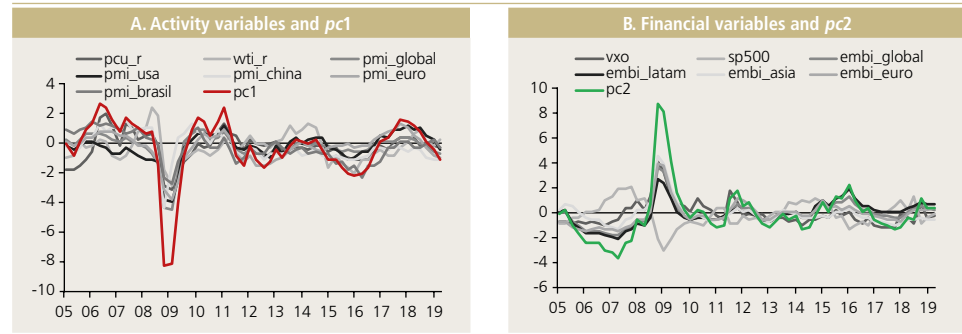 A. Activity variables and pc1
pcu_r wti_r pmi_global
pmi_usa pmi_china pmi_euro
pmi_brasil pc1
4
2
0
-2
-4
-6
-8
-10
05 06 07 08 09 10 11 12 13 14 15 16 17 18 19
B. Financial variables and pc2
vxo sp500 embi_global
embi_latam embi_asia embi_euro
pc2
10
8
6
4
2
0
-2
-4
-6
05 06 07 08 09 10 11 12 13 14 15 16 17 18 19